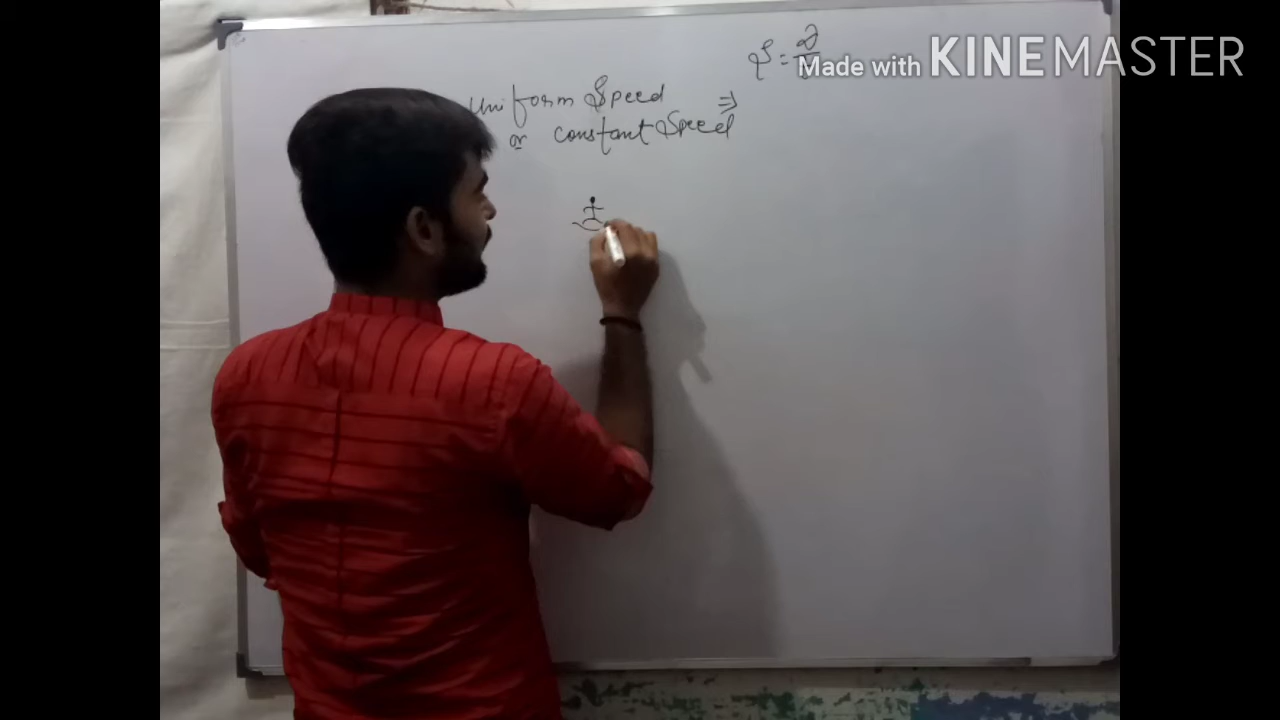 S =
Made with KINEMASTER
Uniform Speed ⇒
or constant Speed